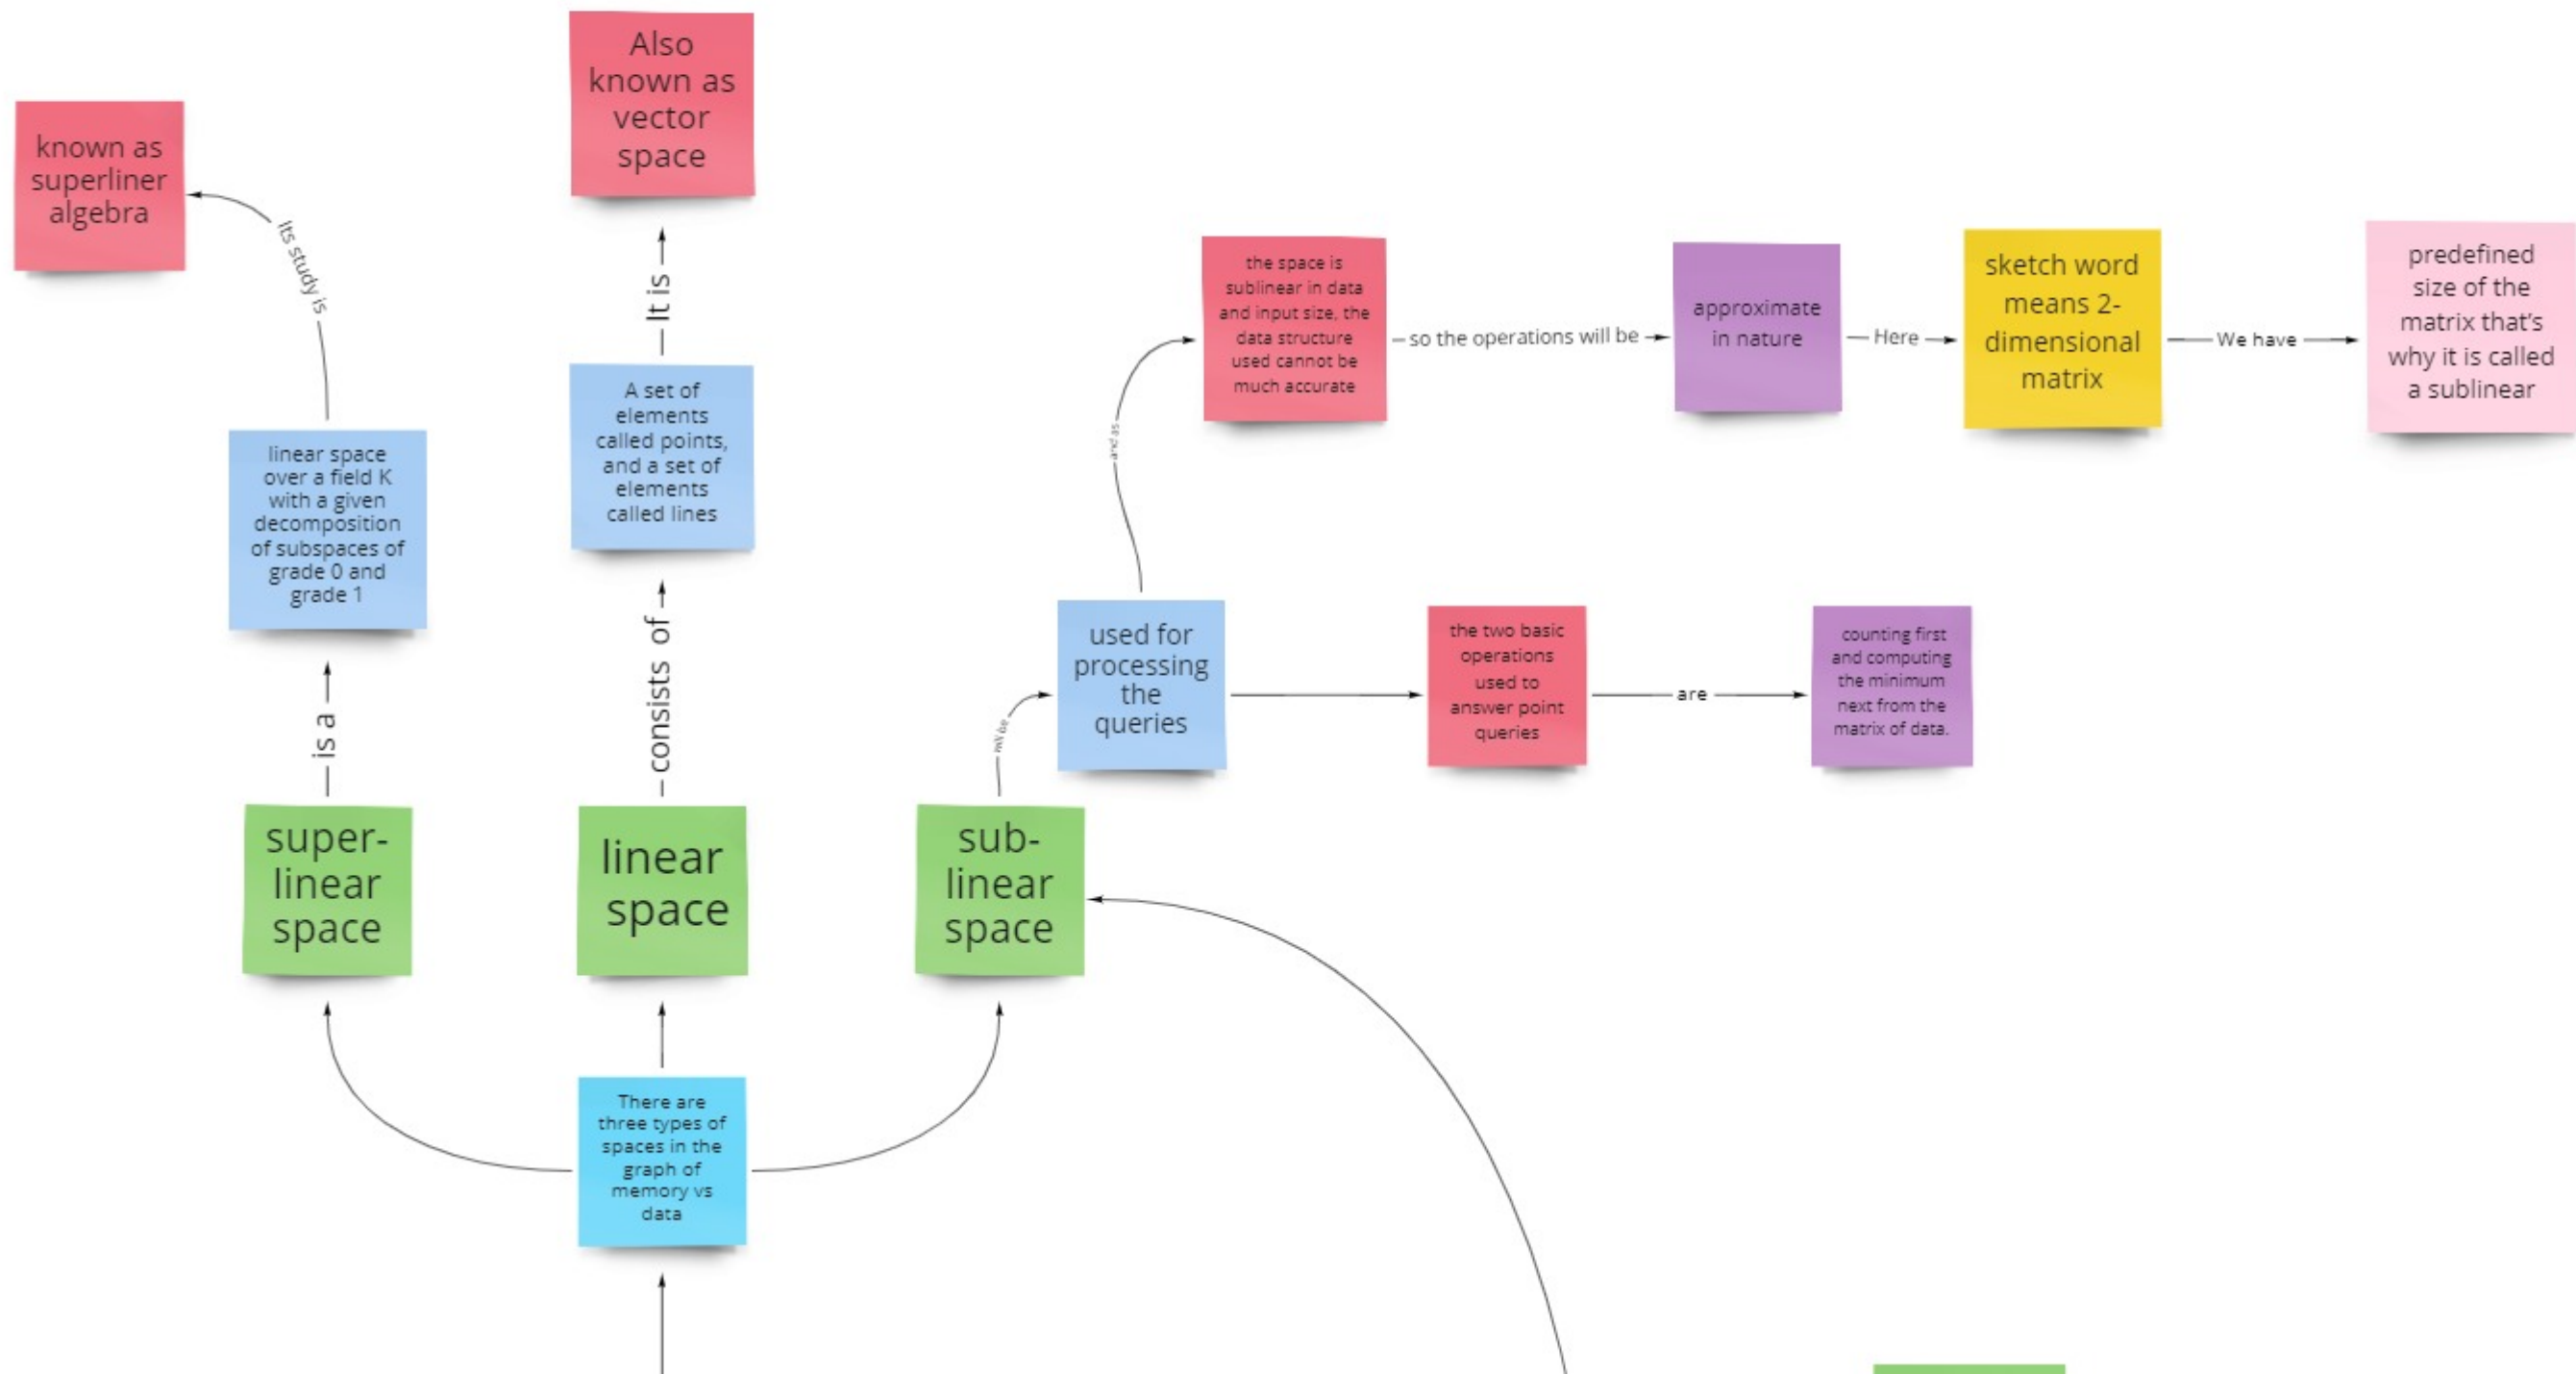 Also
known as
vector
space
known as
superliner
algebra
Its study is
It is
the space is
sublinear in data
and input size, the
data structure
used cannot be
much accurate
so the operations will be
approximate
in nature
Here
sketch word
means 2-
dimensional
matrix
We have
predefined
size of the
matrix that's
why it is called
a sublinear
linear space
over a field K
with a given
decomposition
of subspaces of
grade 0 and
grade 1
A set of
elements
called points,
and a set of
elements
called lines
and as
is a
consists of
will be
used for
processing
the
queries
the two basic
operations
used to
answer point
queries
are
counting first
and computing
the minimum
next from the
matrix of data.
super-
linear
space
linear
space
sub-
linear
space
There are
three types of
spaces in the
graph of
memory vs
data